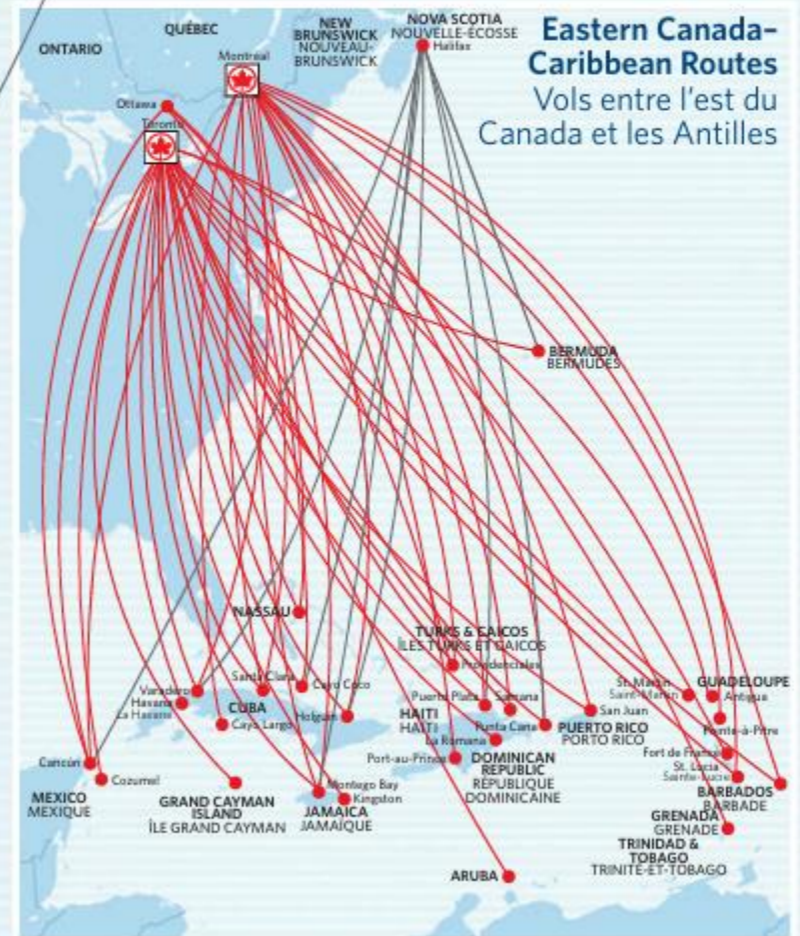 Eastern Canada–
Caribbean Routes
Vols entre l'est du
Canada et les Antilles
ONTARIO
QUÉBEC
NEW
BRUNSWICK
NOUVEAU-
BRUNSWICK
NOVA SCOTIA
NOUVELLE-ÉCOSSE
Halifax
Montreal
Ottawa
Toronto
BERMUDA
BERMUDES
NASSAU
TURKS & CAICOS
ÎLES TURKS ET CAICOS
Providenciales
Varadero
Havana
La Havane
Santa Clara
CUBA
Cayo Largo
Cayo Coco
Holguin
HAITI
HAÏTI
Port-au-Prince
Puerto Plata
Samana
Punta Cana
La Romana
DOMINICAN
REPUBLIC
RÉPUBLIQUE
DOMINICAINE
San Juan
PUERTO RICO
PORTO RICO
St. Martin
Saint-Martin
GUADELOUPE
Antigua
Pointe-à-Pitre
Fort de France
St. Lucia
Sainte-Lucie
BARBADOS
BARBADE
GRENADA
GRENADE
TRINIDAD &
TOBAGO
TRINITÉ-ET-TOBAGO
Cancún
Cozumel
MEXICO
MEXIQUE
GRAND CAYMAN
ISLAND
ÎLE GRAND CAYMAN
Montego Bay
Kingston
JAMAICA
JAMAÏQUE
ARUBA